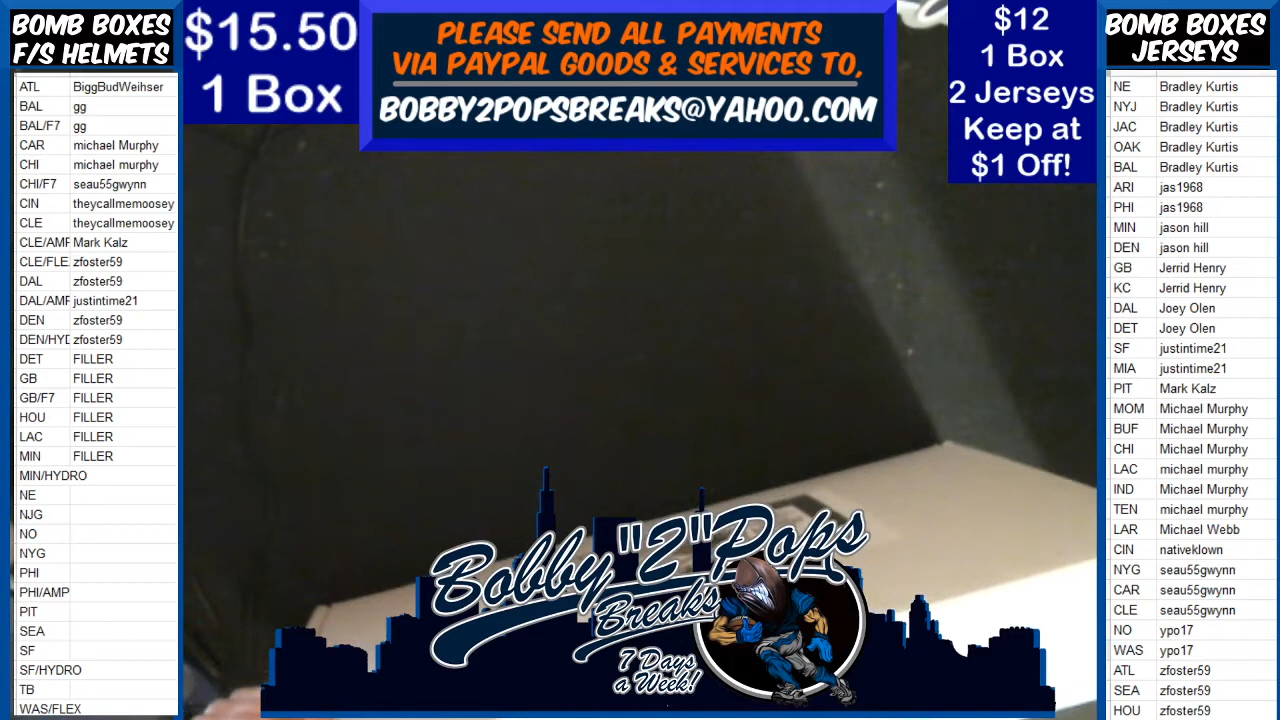 BOMB BOXES
F/S HELMETS
ATL BiggBudWeihser
BAL gg
BAL/F7 gg
CAR michael Murphy
CHI michael murphy
CHI/F7 seau55gwynn
CIN theycallmemoosey
CLE theycallmemoosey
CLE/AMP Mark Kalz
CLE/FLE zfoster59
DAL zfoster59
DAL/AMP justintime21
DEN zfoster59
DEN/HYD zfoster59
DET FILLER
GB FILLER
GB/F7 FILLER
HOU FILLER
LAC FILLER
MIN FILLER
MIN/HYDRO
NE
NJG
NO
NYG
PHI
PHI/AMP
PIT
SEA
SF
SF/HYDRO
TB
WAS/FLEX
$15.50
1 Box
PLEASE SEND ALL PAYMENTS
VIA PAYPAL GOODS & SERVICES TO,
BOBBY2POPSBREAKS@YAHOO.COM
$12
1 Box
2 Jerseys
Keep at
$1 Off!
Bobby "2" Pops
Breaks
7 Days
a Week!
BOMB BOXES
JERSEYS
NE Bradley Kurtis
NYJ Bradley Kurtis
JAC Bradley Kurtis
OAK Bradley Kurtis
BAL Bradley Kurtis
ARI jas1968
PHI jas1968
MIN jason hill
DEN jason hill
GB Jerrid Henry
KC Jerrid Henry
DAL Joey Olen
DET Joey Olen
SF justintime21
MIA justintime21
PIT Mark Kalz
MOM Michael Murphy
BUF Michael Murphy
CHI Michael Murphy
LAC michael murphy
IND Michael Murphy
TEN michael murphy
LAR Michael Webb
CIN nativeklown
NYG seau55gwynn
CAR seau55gwynn
CLE seau55gwynn
NO ypo17
WAS ypo17
ATL zfoster59
SEA zfoster59
HOU zfoster59